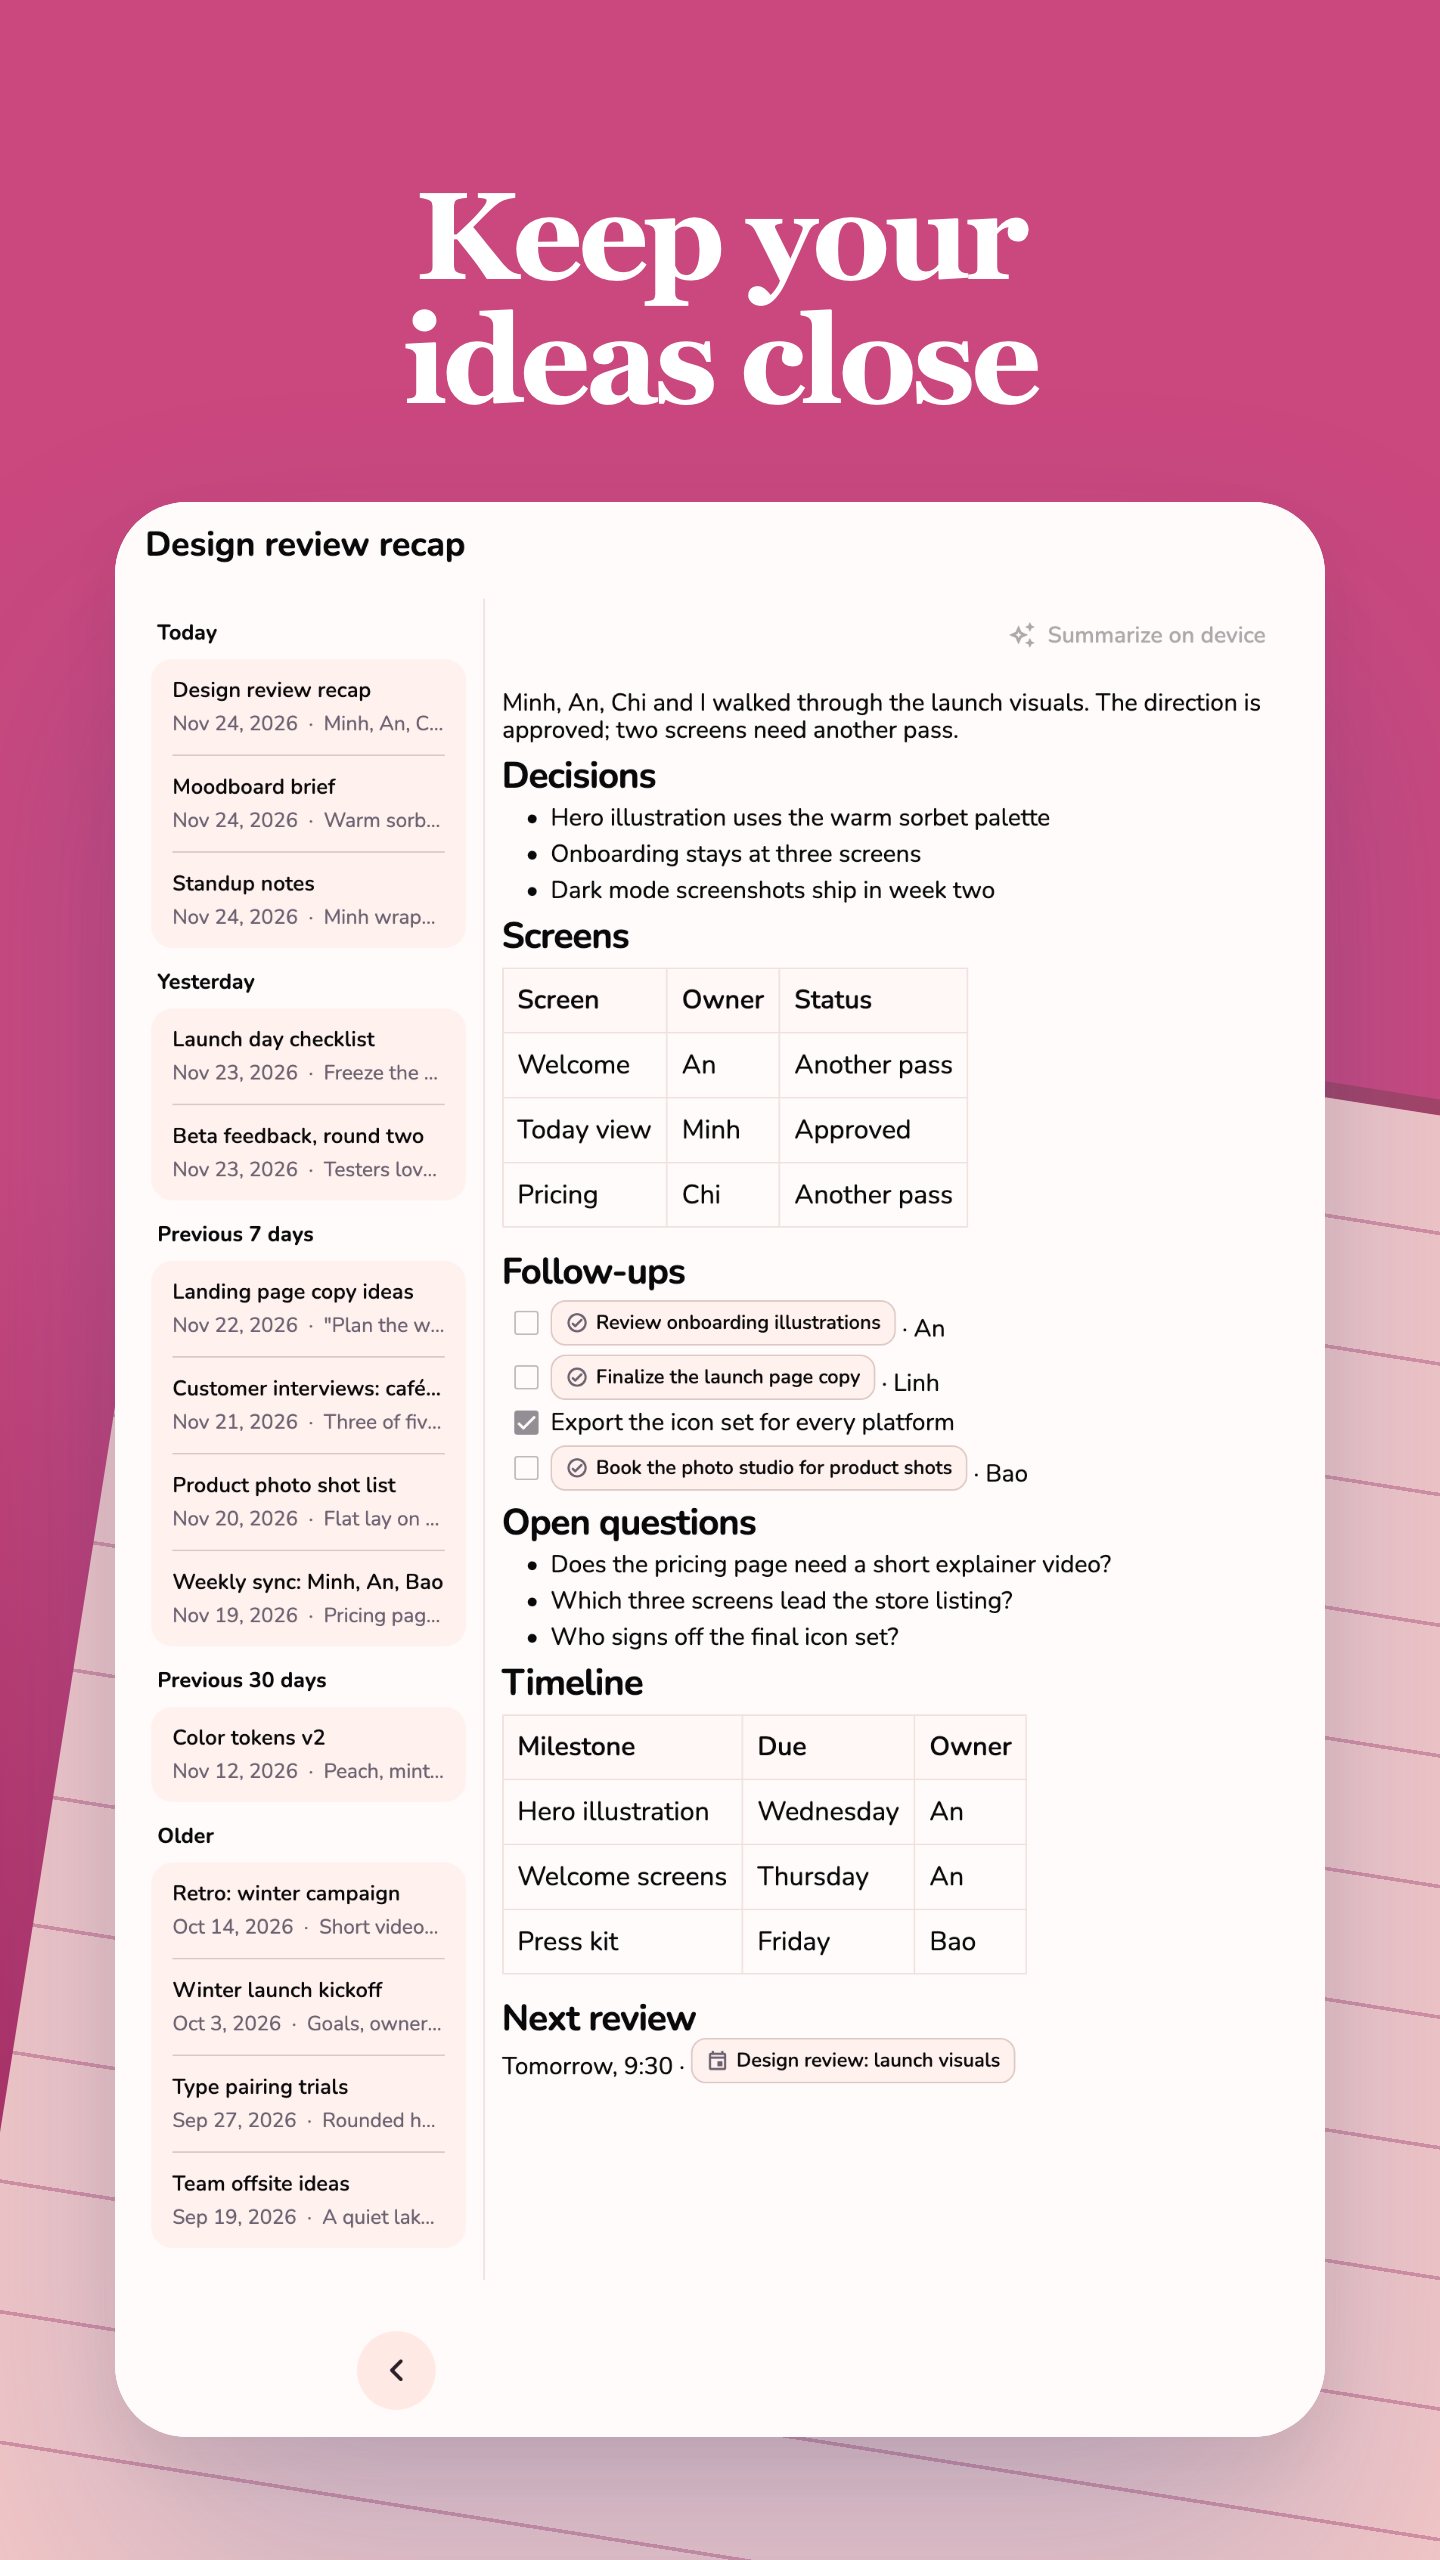 Keep your
ideas close
Design review recap
Today
Design review recap
Nov 24, 2026 · Minh, An, C...
Moodboard brief
Nov 24, 2026 · Warm sorb...
Standup notes
Nov 24, 2026 · Minh wrap...
Yesterday
Launch day checklist
Nov 23, 2026 · Freeze the ...
Beta feedback, round two
Nov 23, 2026 · Testers lov...
Previous 7 days
Landing page copy ideas
Nov 22, 2026 · "Plan the w...
Customer interviews: café...
Nov 21, 2026 · Three of fiv...
Product photo shot list
Nov 20, 2026 · Flat lay on ...
Weekly sync: Minh, An, Bao
Nov 19, 2026 · Pricing pag...
Previous 30 days
Color tokens v2
Nov 12, 2026 · Peach, mint...
Older
Retro: winter campaign
Oct 14, 2026 · Short video...
Winter launch kickoff
Oct 3, 2026 · Goals, owner...
Type pairing trials
Sep 27, 2026 · Rounded h...
Team offsite ideas
Sep 19, 2026 · A quiet lak...
Summarize on device
Minh, An, Chi and I walked through the launch visuals. The direction is
approved; two screens need another pass.
Decisions
• Hero illustration uses the warm sorbet palette
• Onboarding stays at three screens
• Dark mode screenshots ship in week two
Screens
Screen Owner Status
Welcome An Another pass
Today view Minh Approved
Pricing Chi Another pass
Follow-ups
Review onboarding illustrations · An
Finalize the launch page copy · Linh
Export the icon set for every platform
Book the photo studio for product shots · Bao
Open questions
• Does the pricing page need a short explainer video?
• Which three screens lead the store listing?
• Who signs off the final icon set?
Timeline
Milestone Due Owner
Hero illustration Wednesday An
Welcome screens Thursday An
Press kit Friday Bao
Next review
Tomorrow, 9:30 · Design review: launch visuals